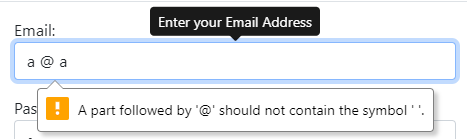 Enter your Email Address
Email:
a @ a
A part followed by '@' should not contain the symbol ' '.
Pas